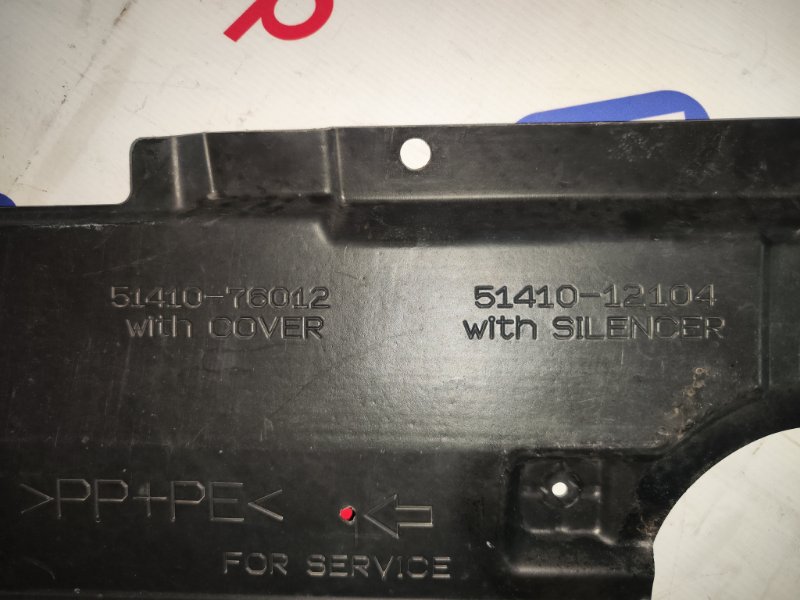 51410-76012
with COVER
51410-12104
with SILENCER
>PP+PE<
FOR SERVICE